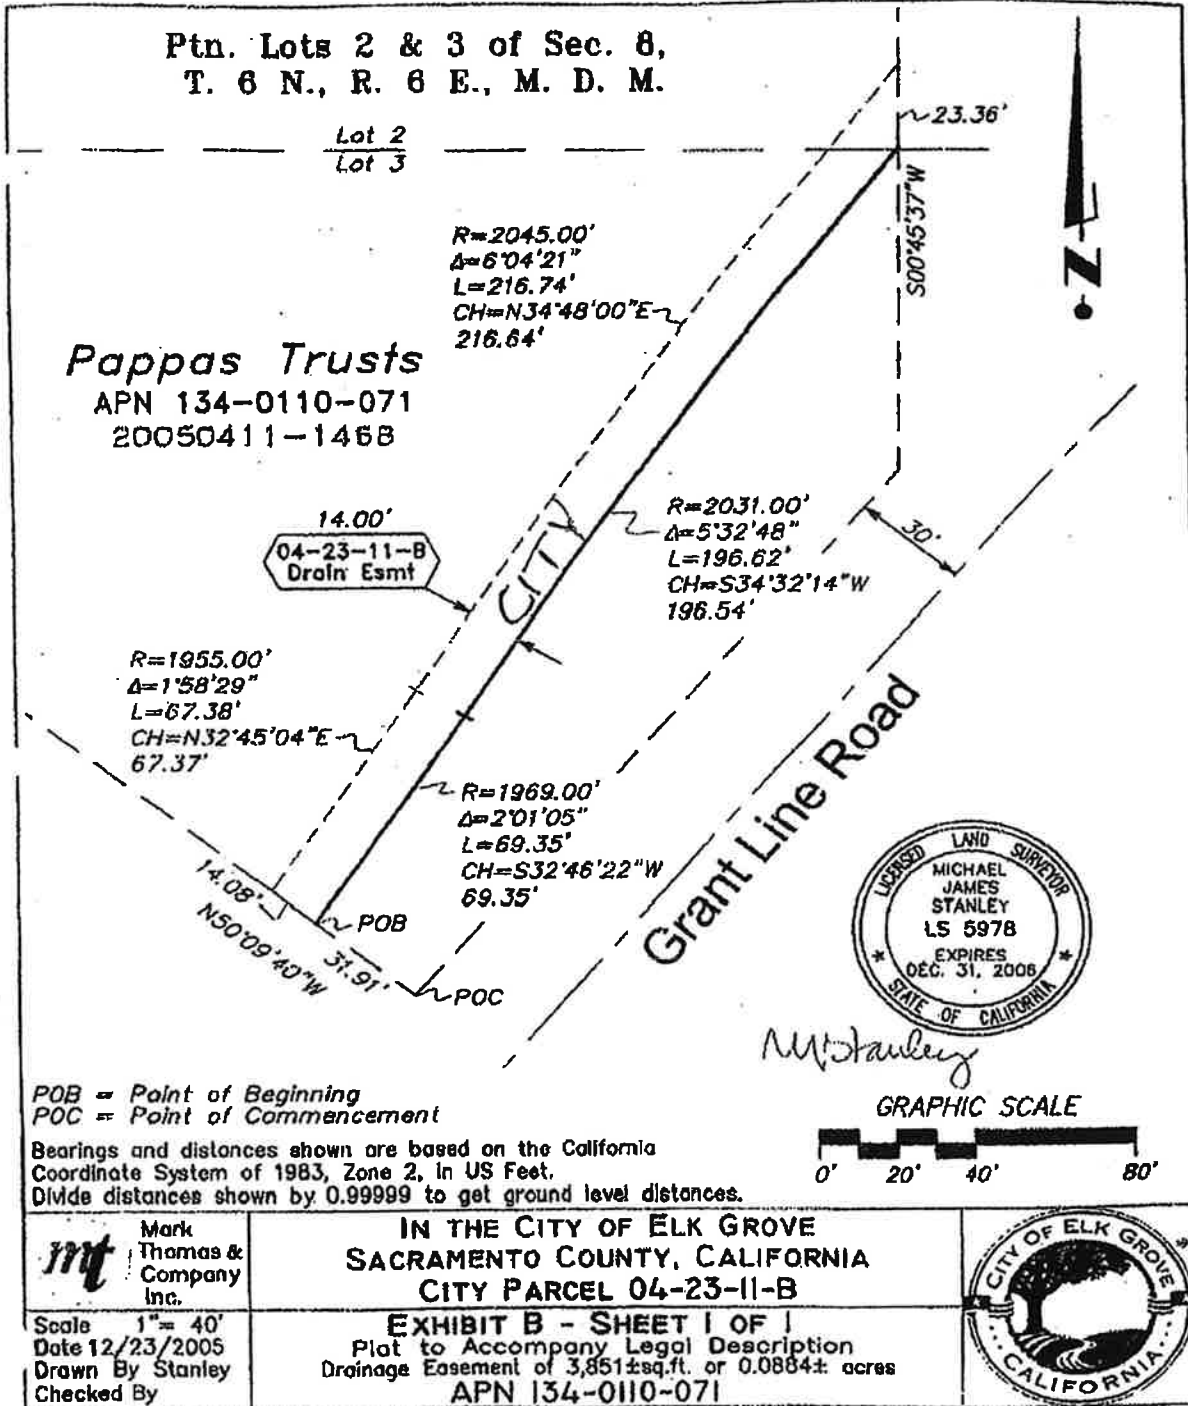 Ptn. Lots 2 & 3 of Sec. 8,
T. 6 N., R. 6 E., M. D. M.
23.36'
Lot 2
Lot 3
S00°45'37"W
N
R=2045.00'
Δ=6°04'21"
L=216.74'
CH=N34°48'00"E
216.64'
Pappas Trusts
APN 134-0110-071
20050411-1468
R=2031.00'
Δ=5°32'48"
L=196.62'
CH=S34°32'14"W
196.54'
30'
14.00'
04-23-11-B
Drain Esmt
CITY
R=1955.00'
Δ=1°58'29"
L=67.38'
CH=N32°45'04"E
67.37'
R=1969.00'
Δ=2°01'05"
L=69.35'
CH=S32°46'22"W
69.35'
Grant Line Road
14.08'
N50°09'40"W
31.91'
POB
POC
LICENSED LAND SURVEYOR
MICHAEL
JAMES
STANLEY
LS 5978
EXPIRES
DEC. 31, 2006
STATE OF CALIFORNIA
MJStanley
POB = Point of Beginning
POC = Point of Commencement
GRAPHIC SCALE
0' 20' 40' 80'
Bearings and distances shown are based on the California
Coordinate System of 1983, Zone 2, in US Feet.
Divide distances shown by 0.99999 to get ground level distances.
mt
Mark
Thomas &
Company
Inc.
IN THE CITY OF ELK GROVE
SACRAMENTO COUNTY, CALIFORNIA
CITY PARCEL 04-23-11-B
Scale 1"= 40'
Date 12/23/2005
Drawn By Stanley
Checked By
EXHIBIT B - SHEET 1 OF 1
Plat to Accompany Legal Description
Drainage Easement of 3,851±sq.ft. or 0.0884± acres
APN 134-0110-071
CITY OF ELK GROVE
CALIFORNIA